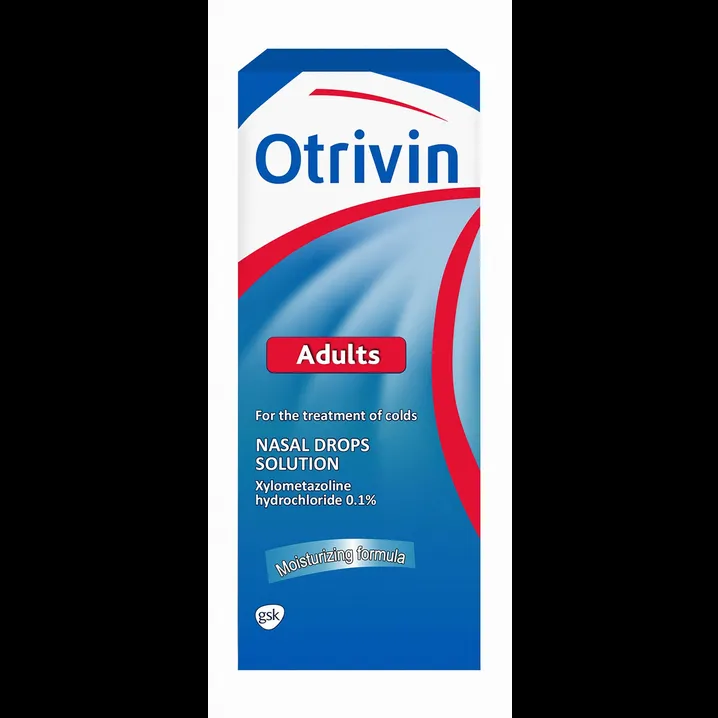 Otrivin
Adults
For the treatment of colds
NASAL DROPS
SOLUTION
Xylometazoline
hydrochloride 0.1%
Moisturizing formula
gsk